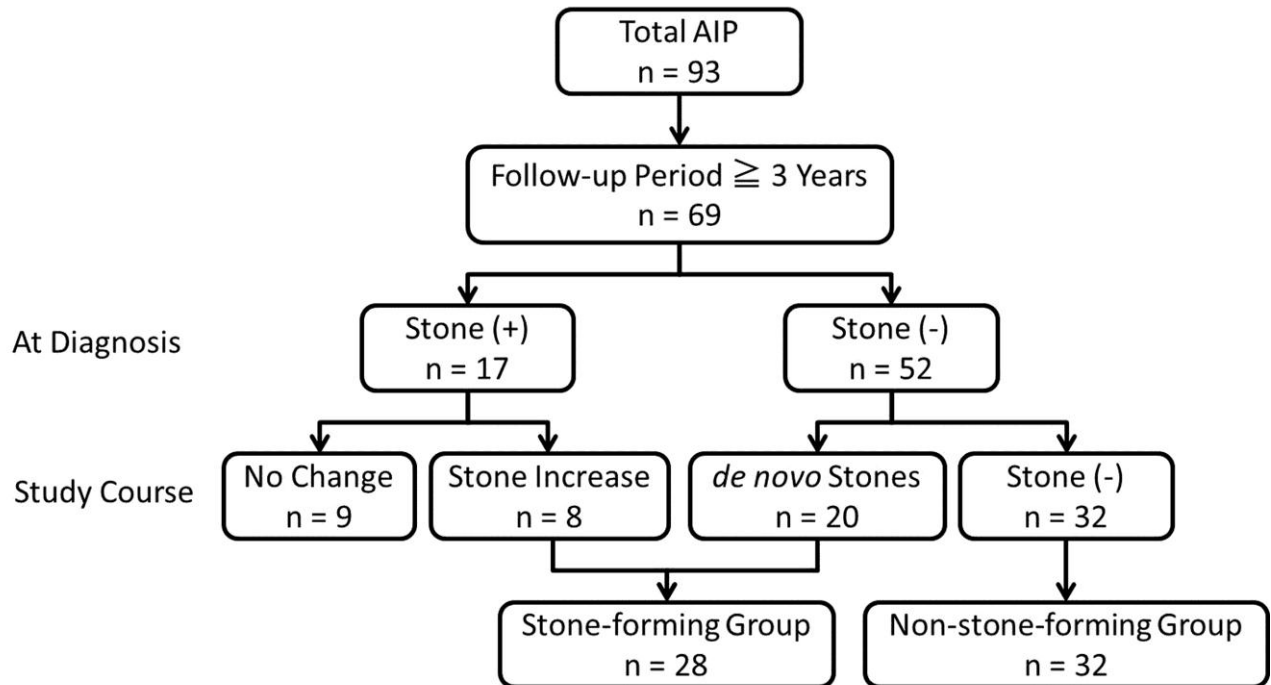 Total AIP
n = 93
Follow-up Period ≧ 3 Years
n = 69
At Diagnosis
Stone (+)
n = 17
Stone (-)
n = 52
Study Course
No Change
n = 9
Stone Increase
n = 8
de novo Stones
n = 20
Stone (-)
n = 32
Stone-forming Group
n = 28
Non-stone-forming Group
n = 32